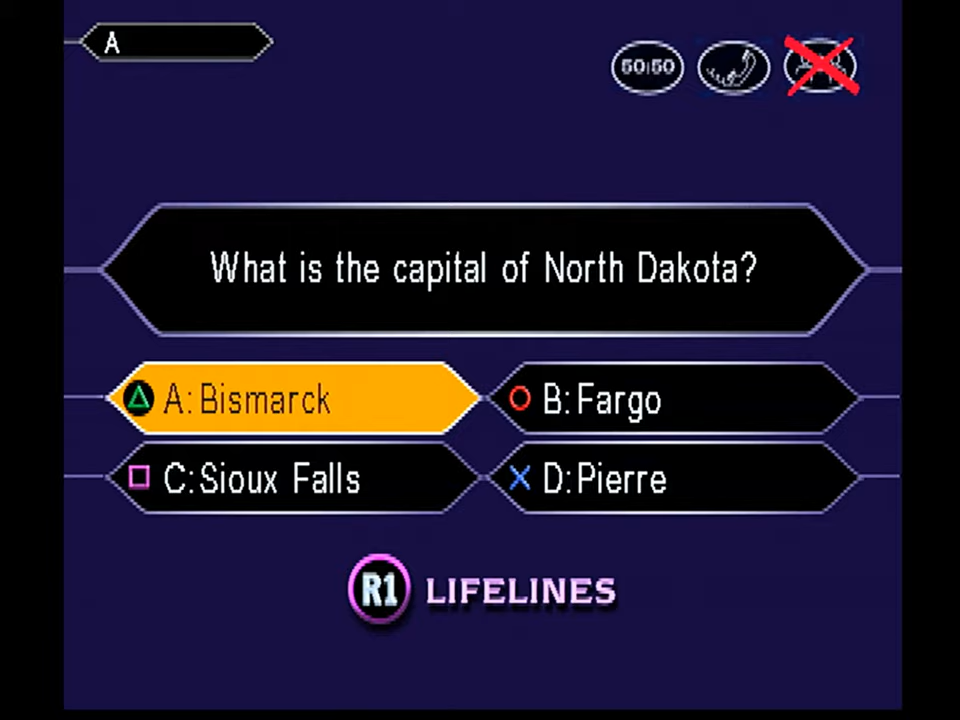 A
50:50
What is the capital of North Dakota?
A: Bismarck
B: Fargo
C: Sioux Falls
D: Pierre
R1 LIFELINES